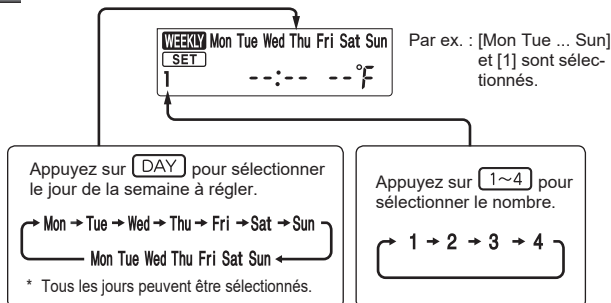 WEEKLY Mon Tue Wed Thu Fri Sat Sun
SET
1 --:-- --°F
Par ex. : [Mon Tue ... Sun]
et [1] sont sélec-
tionnés.
Appuyez sur DAY pour sélectionner
le jour de la semaine à régler.
Mon → Tue → Wed → Thu → Fri → Sat → Sun
Mon Tue Wed Thu Fri Sat Sun
* Tous les jours peuvent être sélectionnés.
Appuyez sur 1~4 pour
sélectionner le nombre.
1 → 2 → 3 → 4